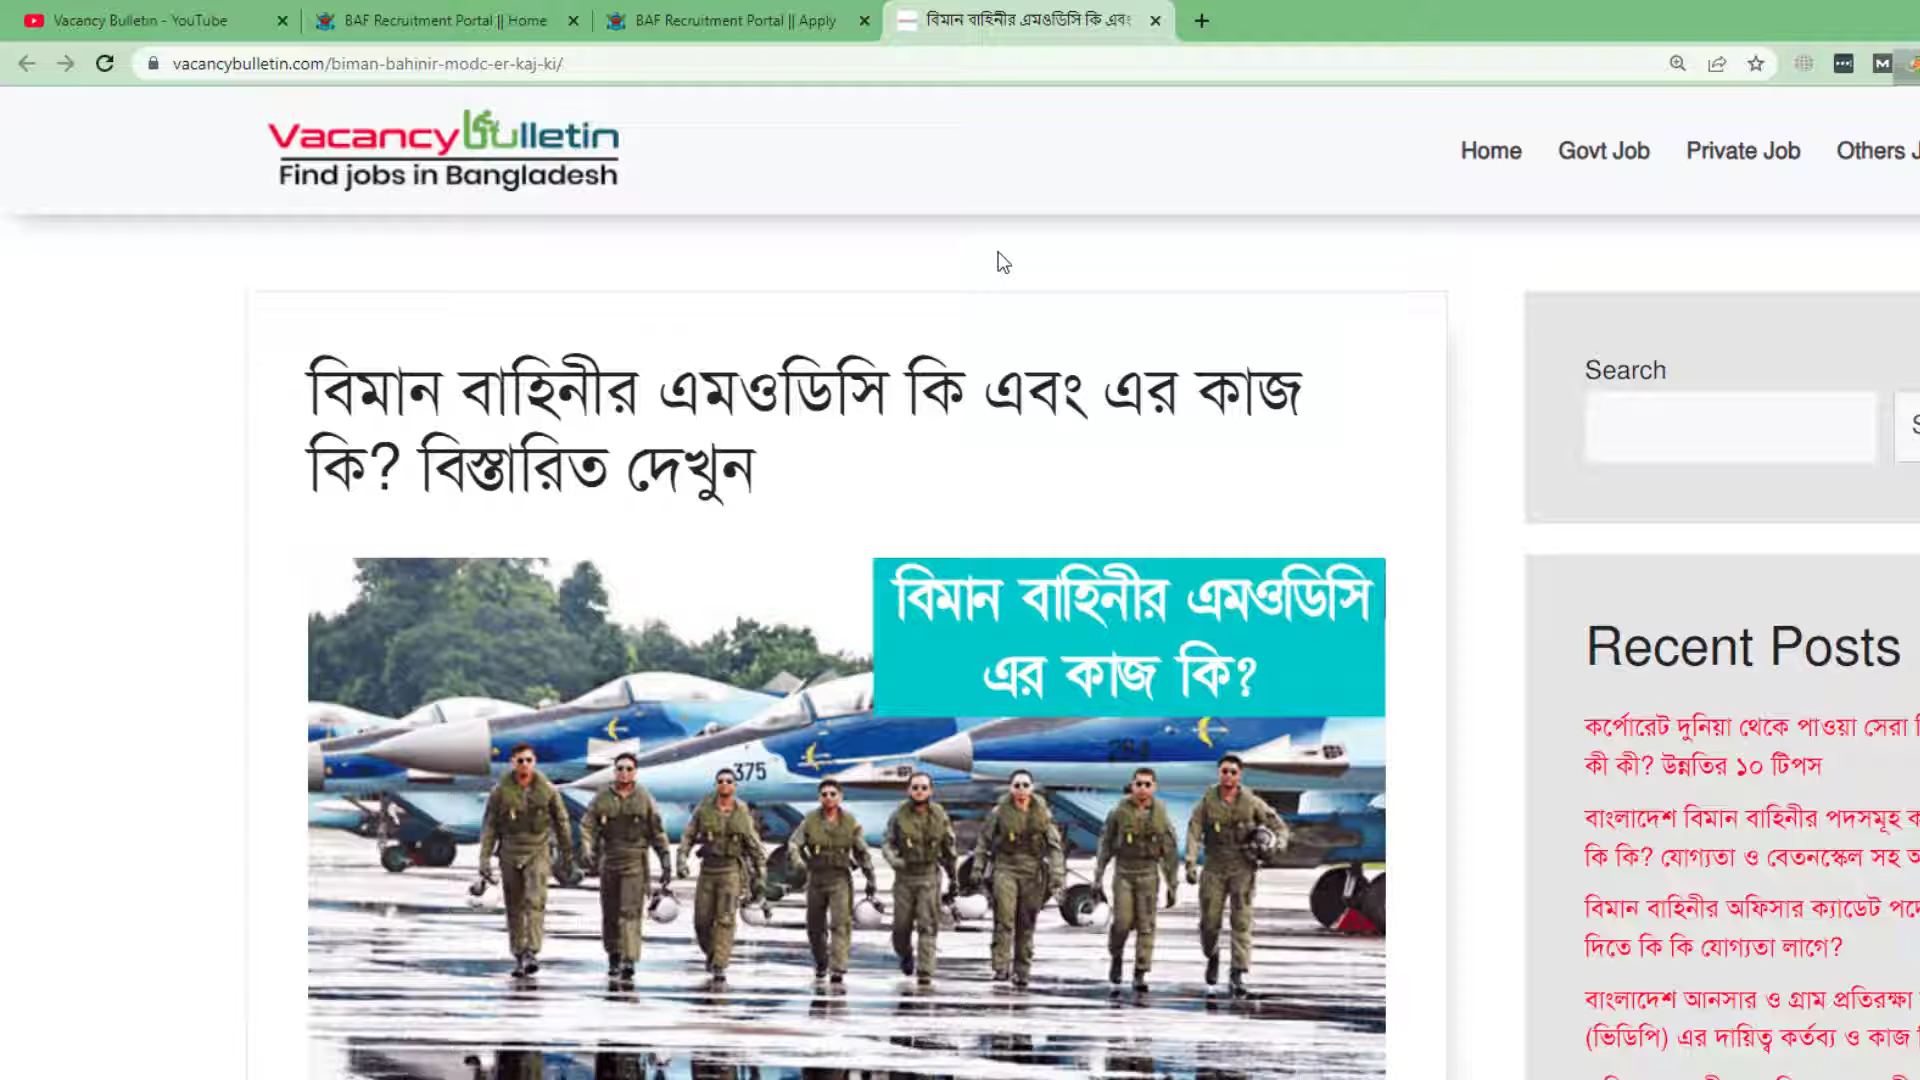 Vacancy Bulletin - YouTube
BAF Recruitment Portal || Home
BAF Recruitment Portal || Apply
বিমান বাহিনীর এমওডিসি কি এবং
vacancybulletin.com/biman-bahinir-modc-er-kaj-ki/
VacancyBulletin
Find jobs in Bangladesh
Home
Govt Job
Private Job
Others
বিমান বাহিনীর এমওডিসি কি এবং এর কাজ
কি? বিস্তারিত দেখুন
বিমান বাহিনীর এমওডিসি
এর কাজ কি?
375
Search
Recent Posts
কর্পোরেট দুনিয়া থেকে পাওয়া সেরা
কী কী? উন্নতির ১০ টিপস
বাংলাদেশ বিমান বাহিনীর পদসমূহ
কি কি? যোগ্যতা ও বেতনস্কেল সহ
বিমান বাহিনীর অফিসার ক্যাডেট
দিতে কি কি যোগ্যতা লাগে?
বাংলাদেশ আনসার ও গ্রাম প্রতিরক্ষা
(ভিডিপি) এর দায়িত্ব কর্তব্য ও কাজ